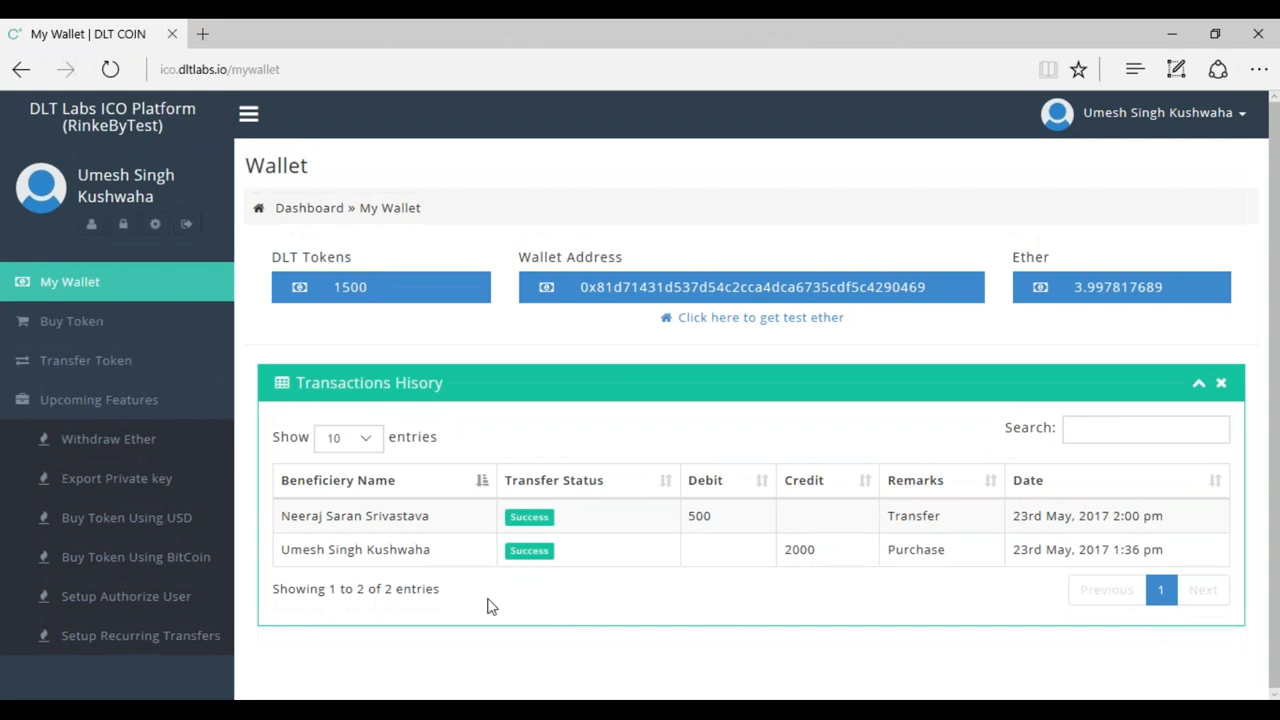 My Wallet | DLT COIN
ico.dltlabs.io/mywallet
DLT Labs ICO Platform
(RinkeByTest)
Umesh Singh Kushwaha
Umesh Singh
Kushwaha
My Wallet
Buy Token
Transfer Token
Upcoming Features
Withdraw Ether
Export Private key
Buy Token Using USD
Buy Token Using BitCoin
Setup Authorize User
Setup Recurring Transfers
Wallet
Dashboard » My Wallet
DLT Tokens Wallet Address Ether
1500 0x81d71431d537d54c2cca4dca6735cdf5c4290469 3.997817689
Click here to get test ether
Transactions Hisory
Show 10 entries Search:
Beneficiery Name Transfer Status Debit Credit Remarks Date
Neeraj Saran Srivastava Success 500 Transfer 23rd May, 2017 2:00 pm
Umesh Singh Kushwaha Success 2000 Purchase 23rd May, 2017 1:36 pm
Showing 1 to 2 of 2 entries Previous 1 Next